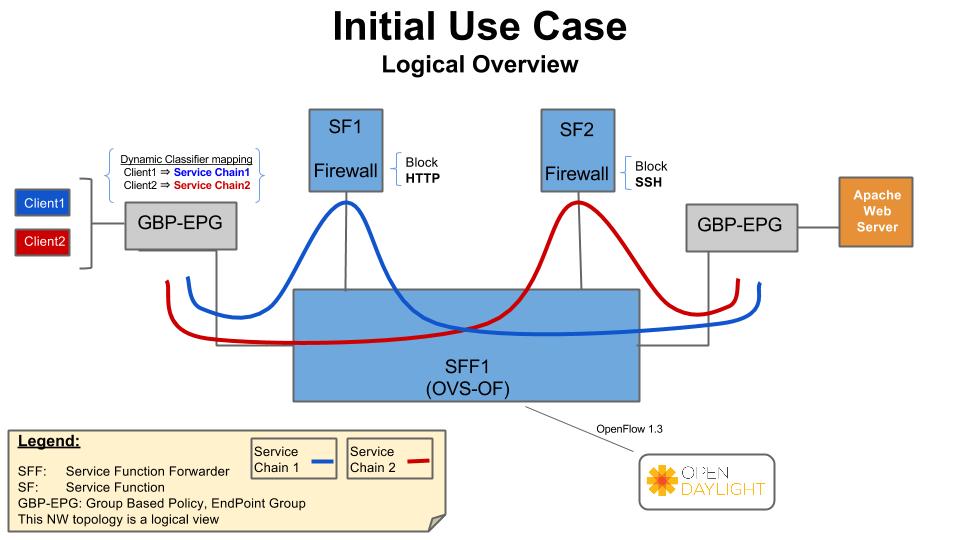 Initial Use Case
Logical Overview
SF1
Firewall
Block
HTTP
SF2
Firewall
Block
SSH
Dynamic Classifier mapping
Client1 ⇒ Service Chain1
Client2 ⇒ Service Chain2
Client1
Client2
GBP-EPG
GBP-EPG
Apache
Web
Server
SFF1
(OVS-OF)
OpenFlow 1.3
OPEN
DAYLIGHT
Legend:
Service
Chain 1
Service
Chain 2
SFF: Service Function Forwarder
SF: Service Function
GBP-EPG: Group Based Policy, EndPoint Group
This NW topology is a logical view